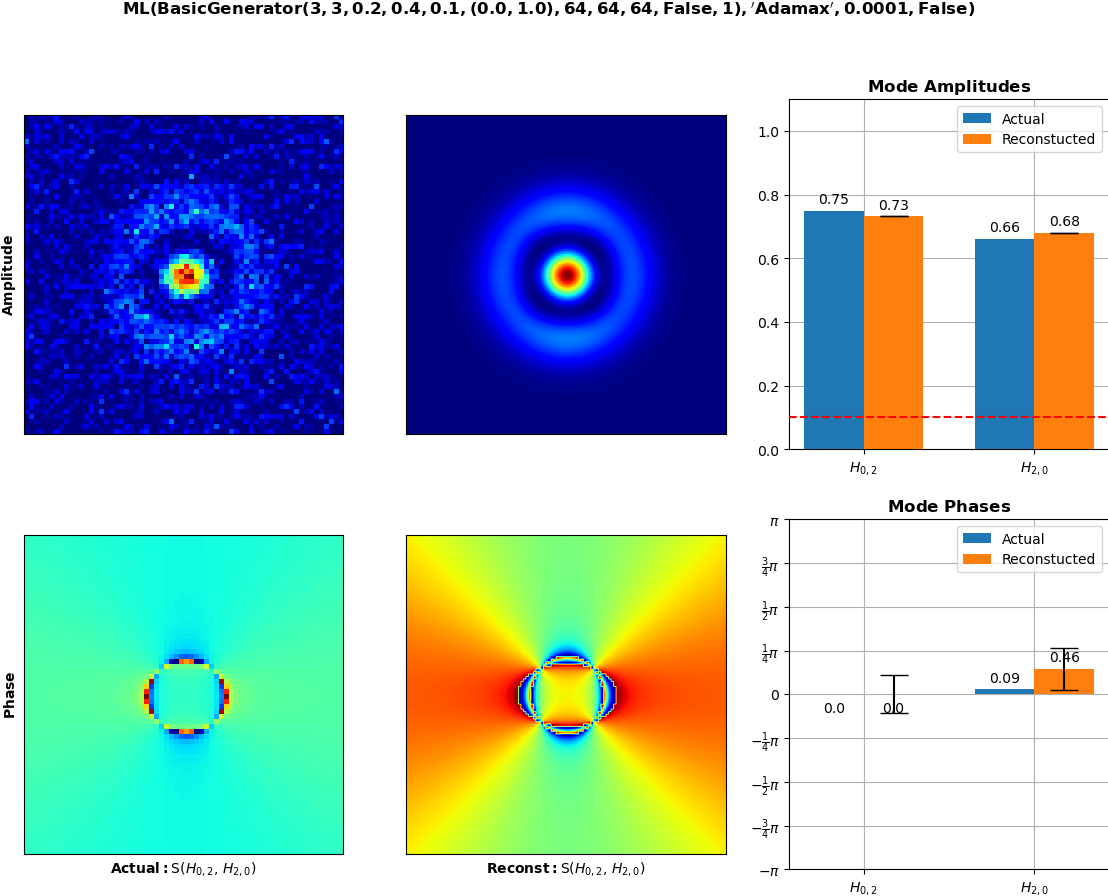 ML(BasicGenerator(3, 3, 0.2, 0.4, 0.1, (0.0, 1.0), 64, 64, 64, False, 1), ′Adamax′, 0.0001, False)
Amplitude
Mode Amplitudes
Actual
Reconstucted
1.0
0.8
0.6
0.4
0.2
0.0
0.75
0.73
0.66
0.68
H0, 2
H2, 0
Phase
Actual: S(H0, 2, H2, 0)
Reconst: S(H0, 2, H2, 0)
Mode Phases
Actual
Reconstucted
π
3/4π
1/2π
1/4π
0
−1/4π
−1/2π
−3/4π
−π
0.0
0.0
0.09
0.46
H0, 2
H2, 0